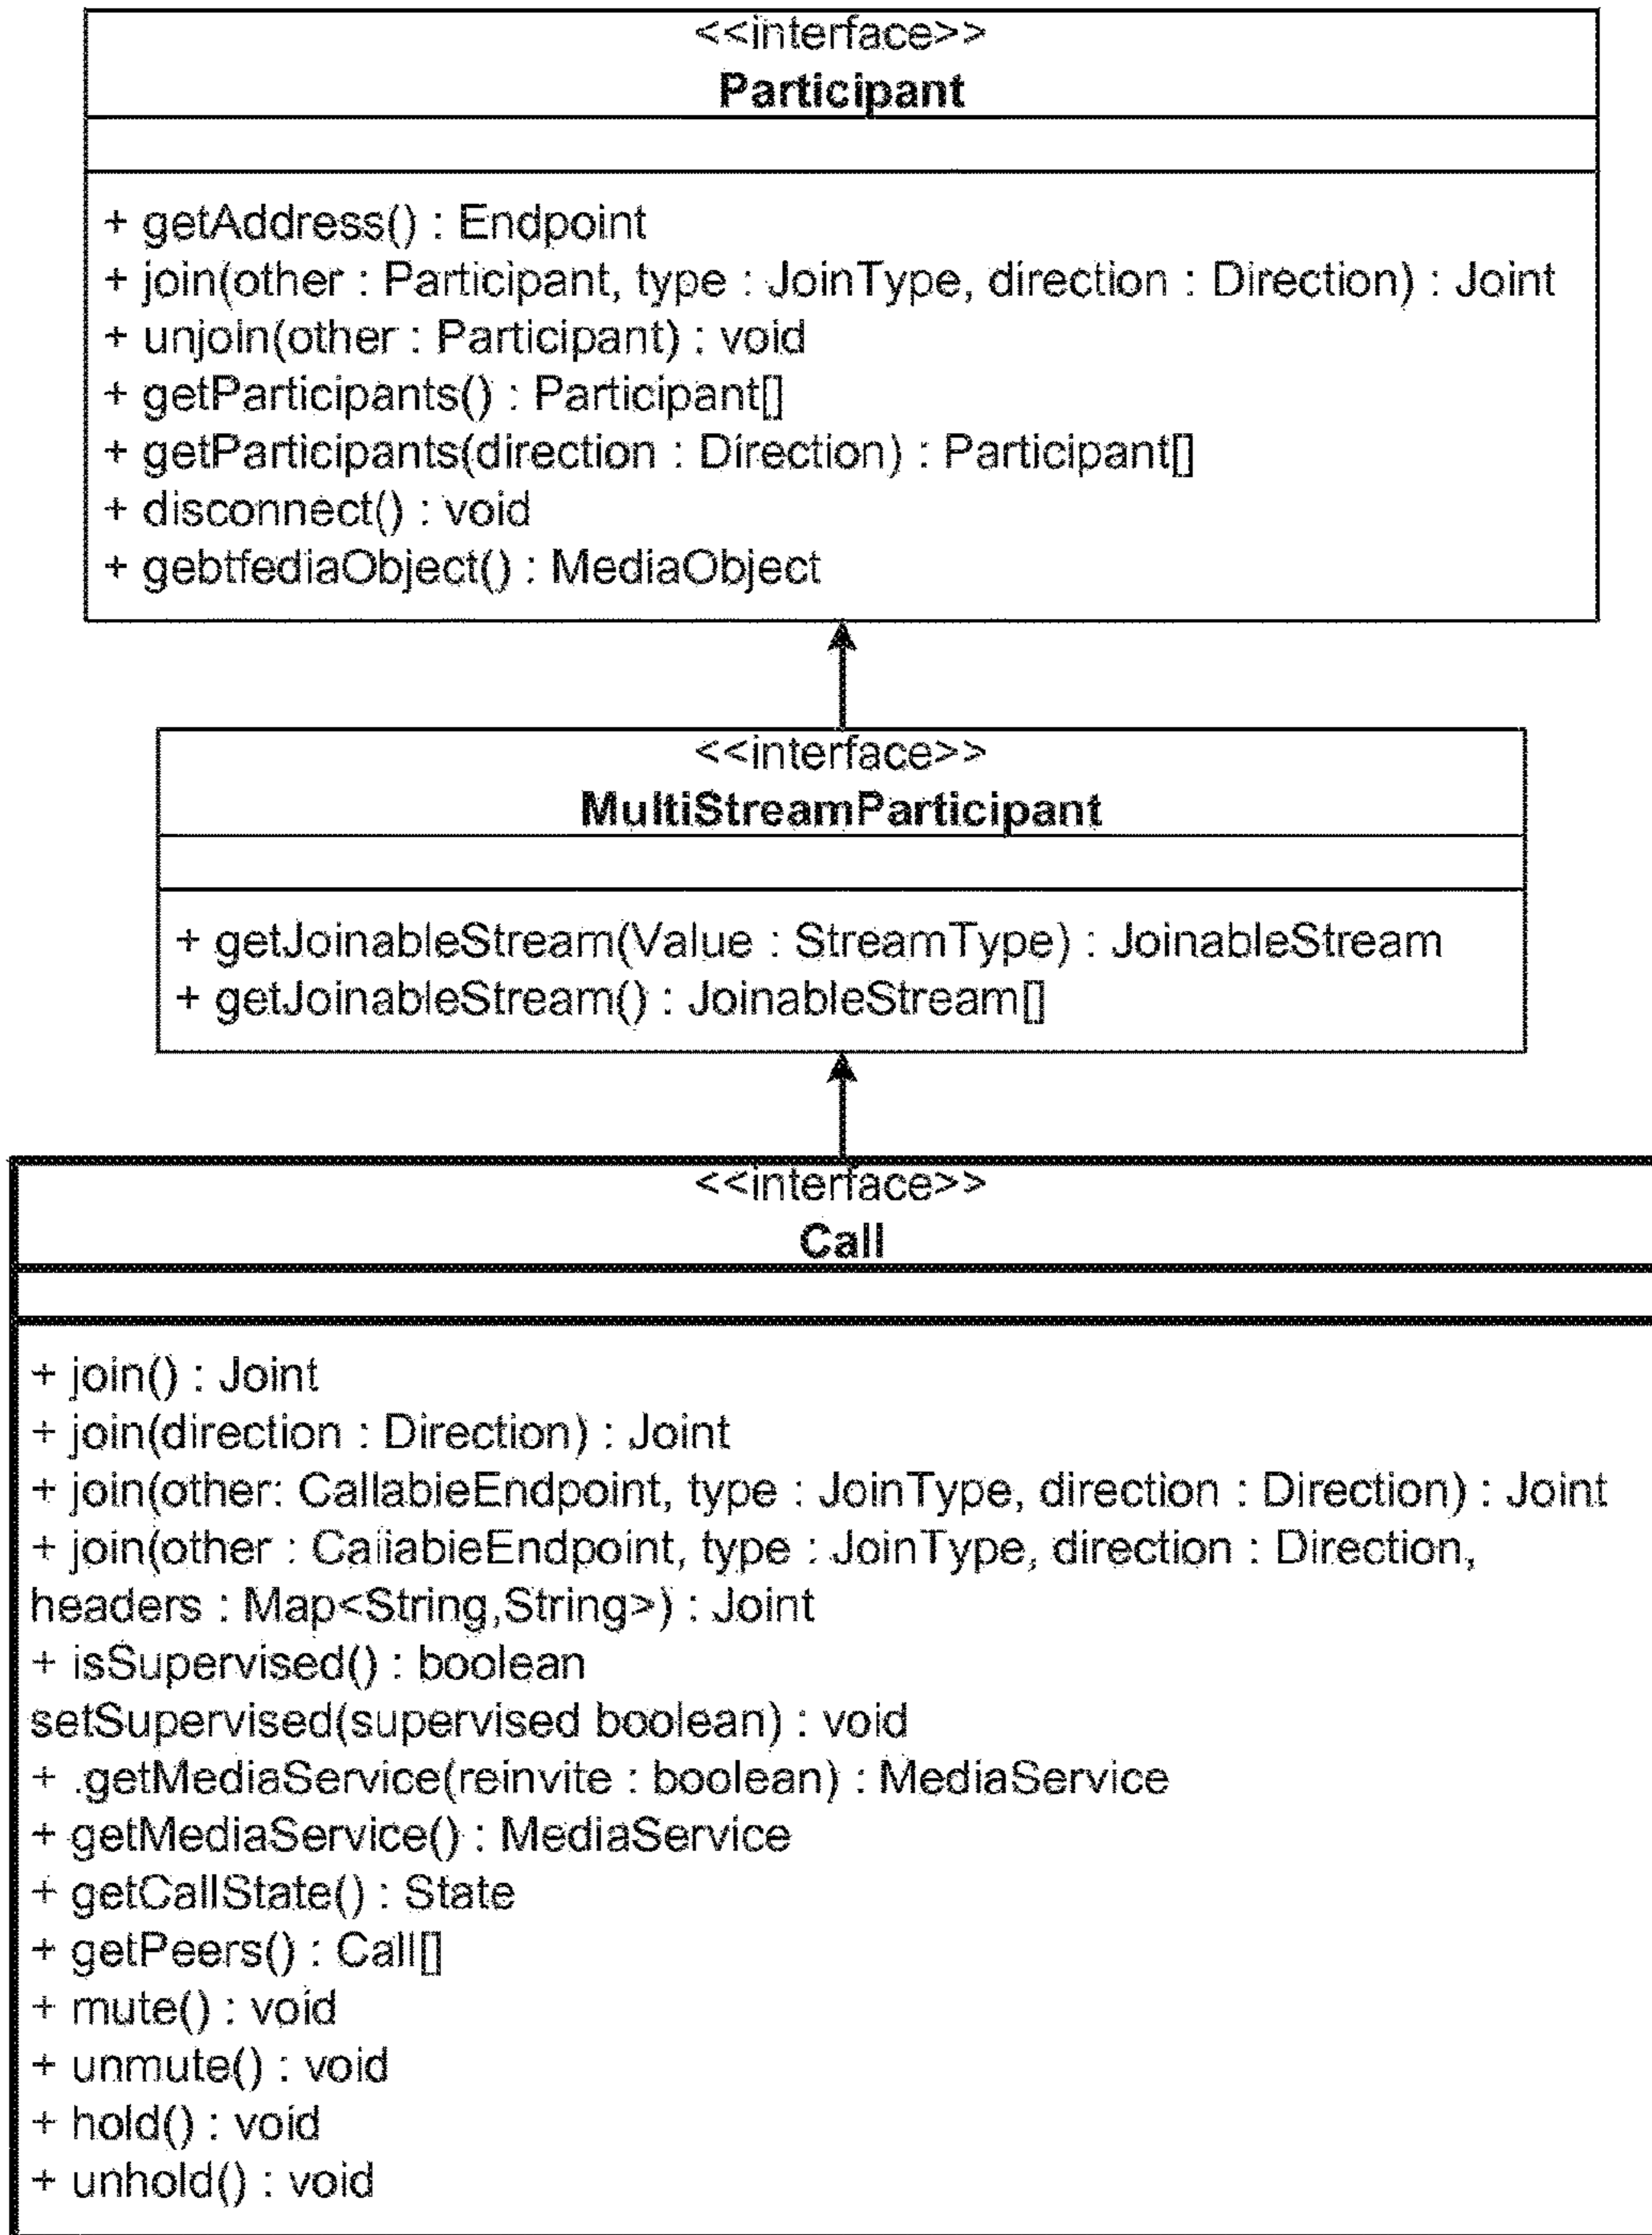 <<interface>>
Participant
+ getAddress() : Endpoint
+ join(other : Participant, type : JoinType, direction : Direction) : Joint
+ unjoin(other : Participant) : void
+ getParticipants() : Participant[]
+ getParticipants(direction : Direction) : Participant[]
+ disconnect() : void
+ gebtfediaObject() : MediaObject
<<interface>>
MultiStreamParticipant
+ getJoinableStream(Value : StreamType) : JoinableStream
+ getJoinableStream() : JoinableStream[]
<<interface>>
Call
+ join() : Joint
+ join(direction : Direction) : Joint
+ join(other: CallabieEndpoint, type : JoinType, direction : Direction) : Joint
+ join(other : CaiiabieEndpoint, type : JoinType, direction : Direction,
headers : Map<String,String>) : Joint
+ isSupervised() : boolean
setSupervised(supervised boolean) : void
+ .getMediaService(reinvite : boolean) : MediaService
+ getMediaService() : MediaService
+ getCallState() : State
+ getPeers() : Call[]
+ mute() : void
+ unmute() : void
+ hold() : void
+ unhold() : void